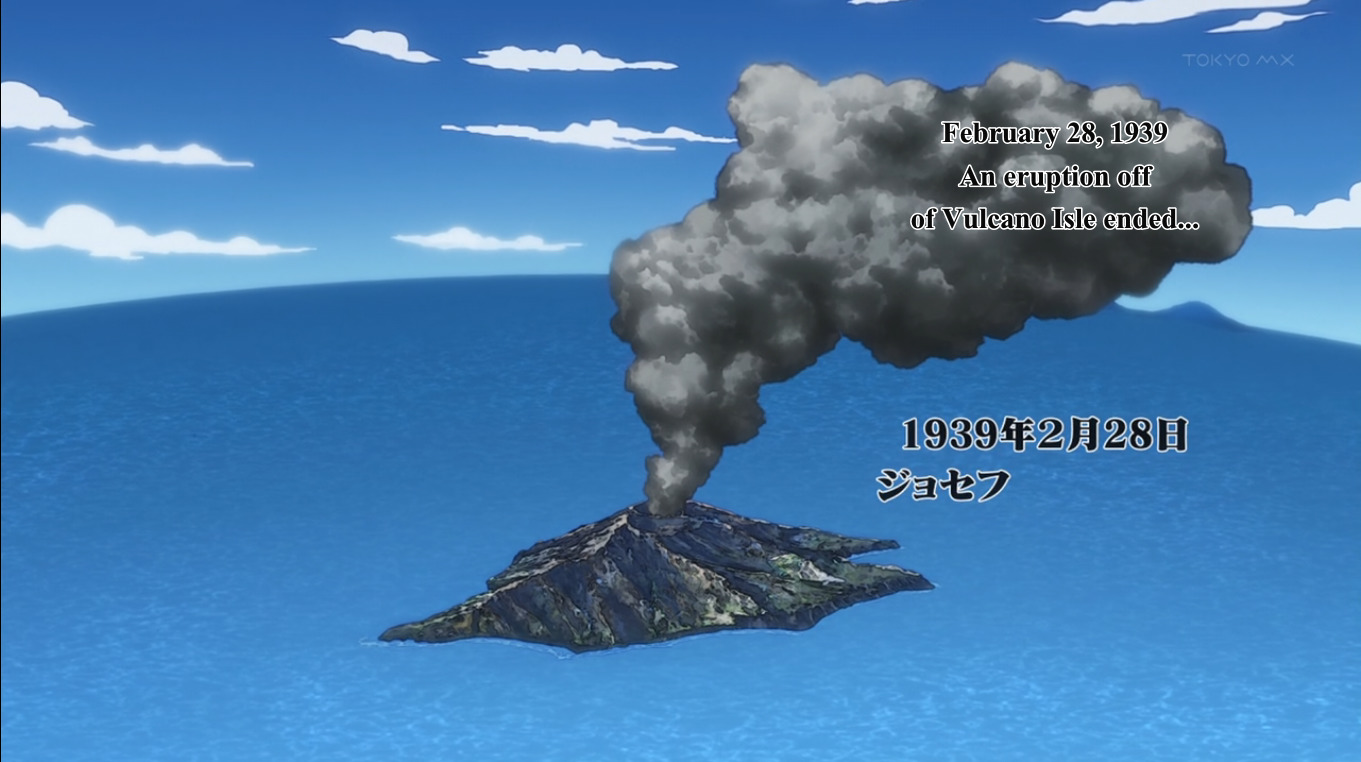 TOKYO MX
February 28, 1939
An eruption off
of Vulcano Isle ended...
1939年2月28日
ジョセフ